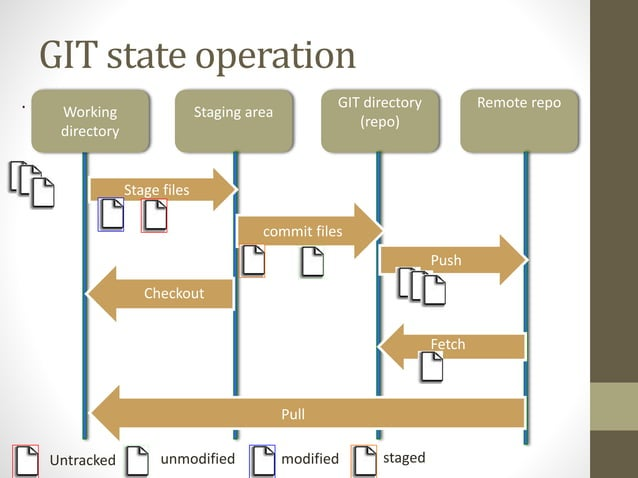 GIT state operation
Working
directory
Staging area
GIT directory
(repo)
Remote repo
Stage files
commit files
Push
Checkout
Fetch
Pull
Untracked
unmodified
modified
staged